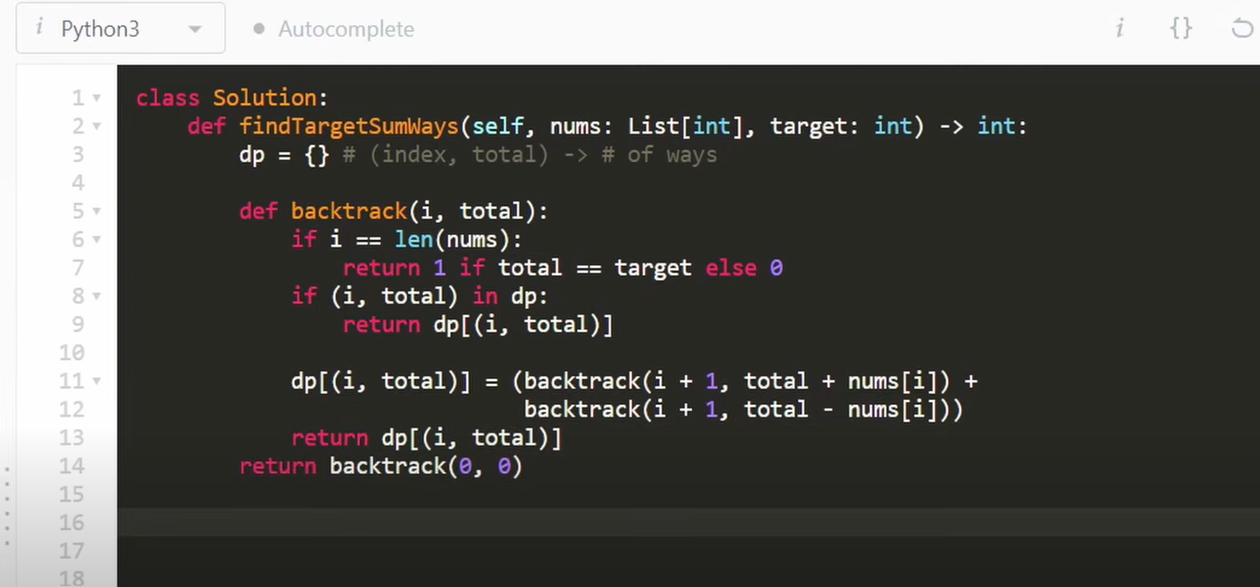 i Python3 Autocomplete i {}
1 class Solution:
2 def findTargetSumWays(self, nums: List[int], target: int) -> int:
3 dp = {} # (index, total) -> # of ways
4
5 def backtrack(i, total):
6 if i == len(nums):
7 return 1 if total == target else 0
8 if (i, total) in dp:
9 return dp[(i, total)]
10
11 dp[(i, total)] = (backtrack(i + 1, total + nums[i]) +
12 backtrack(i + 1, total - nums[i]))
13 return dp[(i, total)]
14 return backtrack(0, 0)
15
16
17
18